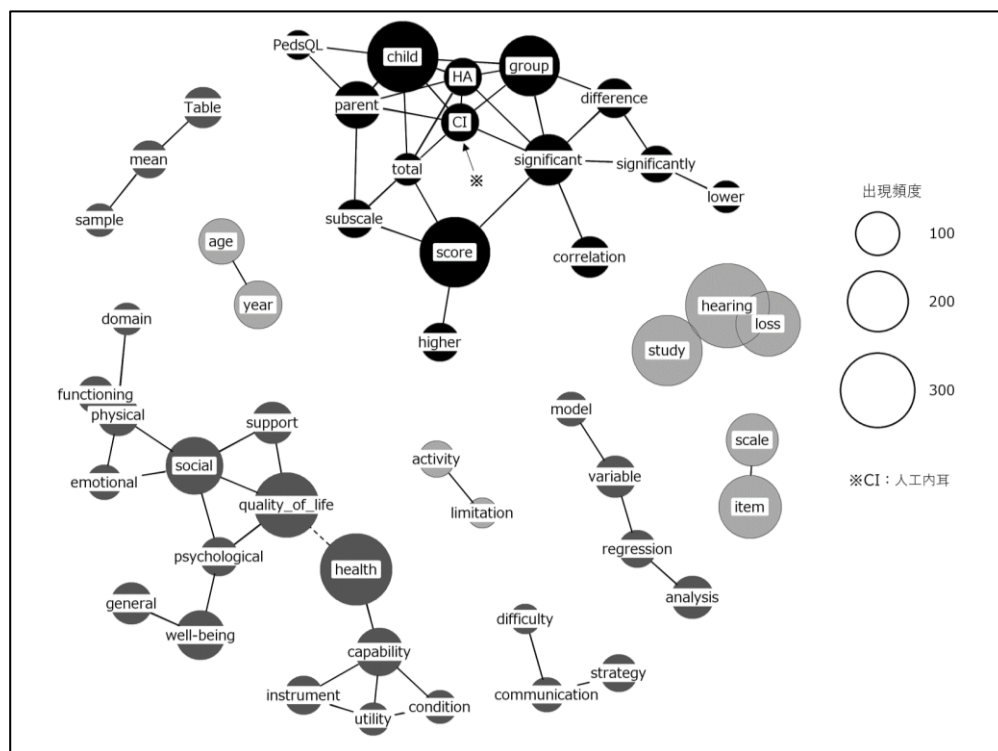 PedsQL
child
group
HA
difference
Table
parent
CI
mean
total
significant
significantly
※
lower
出現頻度
sample
subscale
100
age
score
correlation
year
200
hearing
domain
loss
higher
study
300
functioning
physical
support
model
social
activity
scale
emotional
variable
※CI：人工内耳
quality_of_life
limitation
item
psychological
health
regression
general
analysis
well-being
difficulty
capability
strategy
instrument
communication
condition
utility